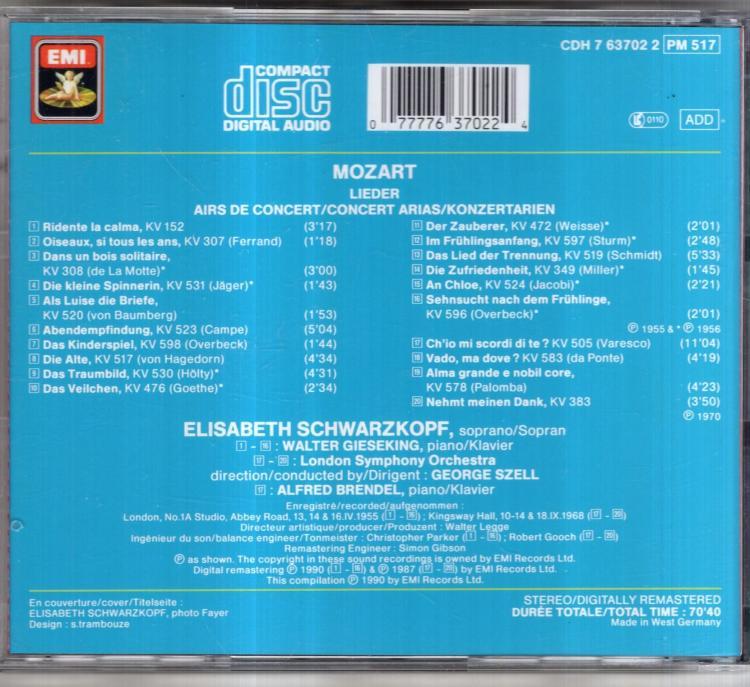 CDH 7 63702 2 PM 517
EMI
COMPACT
disc
DIGITAL AUDIO
0 77776 37022 4
LC 0110 ADD
MOZART
LIEDER
AIRS DE CONCERT/CONCERT ARIAS/KONZERTARIEN
1 Ridente la calma, KV 152 (3'17)
2 Oiseaux, si tous les ans, KV 307 (Ferrand) (1'18)
3 Dans un bois solitaire,
KV 308 (de La Motte)* (3'00)
4 Die kleine Spinnerin, KV 531 (Jäger)* (1'43)
5 Als Luise die Briefe,
KV 520 (von Baumberg) (1'53)
6 Abendempfindung, KV 523 (Campe) (5'04)
7 Das Kinderspiel, KV 598 (Overbeck) (1'44)
8 Die Alte, KV 517 (von Hagedorn) (4'34)
9 Das Traumbild, KV 530 (Hölty)* (4'31)
10 Das Veilchen, KV 476 (Goethe)* (2'34)
11 Der Zauberer, KV 472 (Weisse)* (2'01)
12 Im Frühlingsanfang, KV 597 (Sturm)* (2'48)
13 Das Lied der Trennung, KV 519 (Schmidt) (5'33)
14 Die Zufriedenheit, KV 349 (Miller)* (1'45)
15 An Chloe, KV 524 (Jacobi)* (2'21)
16 Sehnsucht nach dem Frühlinge,
KV 596 (Overbeck)* (2'01)
℗ 1955 & * ℗ 1956
17 Ch'io mi scordi di te? KV 505 (Varesco) (11'04)
18 Vado, ma dove? KV 583 (da Ponte) (4'19)
19 Alma grande e nobil core,
KV 578 (Palomba) (4'23)
20 Nehmt meinen Dank, KV 383 (3'50)
℗ 1970
ELISABETH SCHWARZKOPF, soprano/Sopran
1 - 16 : WALTER GIESEKING, piano/Klavier
17 - 20 : London Symphony Orchestra
direction/conducted by/Dirigent : GEORGE SZELL
17 : ALFRED BRENDEL, piano/Klavier
Enregistré/recorded/aufgenommen :
London, No.1A Studio, Abbey Road, 13, 14 & 16.IV.1955 (1 - 16); Kingsway Hall, 10-14 & 18.IX.1968 (17 - 20)
Directeur artistique/producer/Produzent : Walter Legge
Ingénieur du son/balance engineer/Tonmeister : Christopher Parker (1 - 16); Robert Gooch (17 - 20)
Remastering Engineer : Simon Gibson
℗ as shown. The copyright in these sound recordings is owned by EMI Records Ltd.
Digital remastering ℗ 1990 (1 - 16) & ℗ 1987 (17 - 20) by EMI Records Ltd.
This compilation ℗ 1990 by EMI Records Ltd.
En couverture/cover/Titelseite :
ELISABETH SCHWARZKOPF, photo Fayer
Design : s.trambouze
STEREO/DIGITALLY REMASTERED
DURÉE TOTALE/TOTAL TIME : 70'40
Made in West Germany